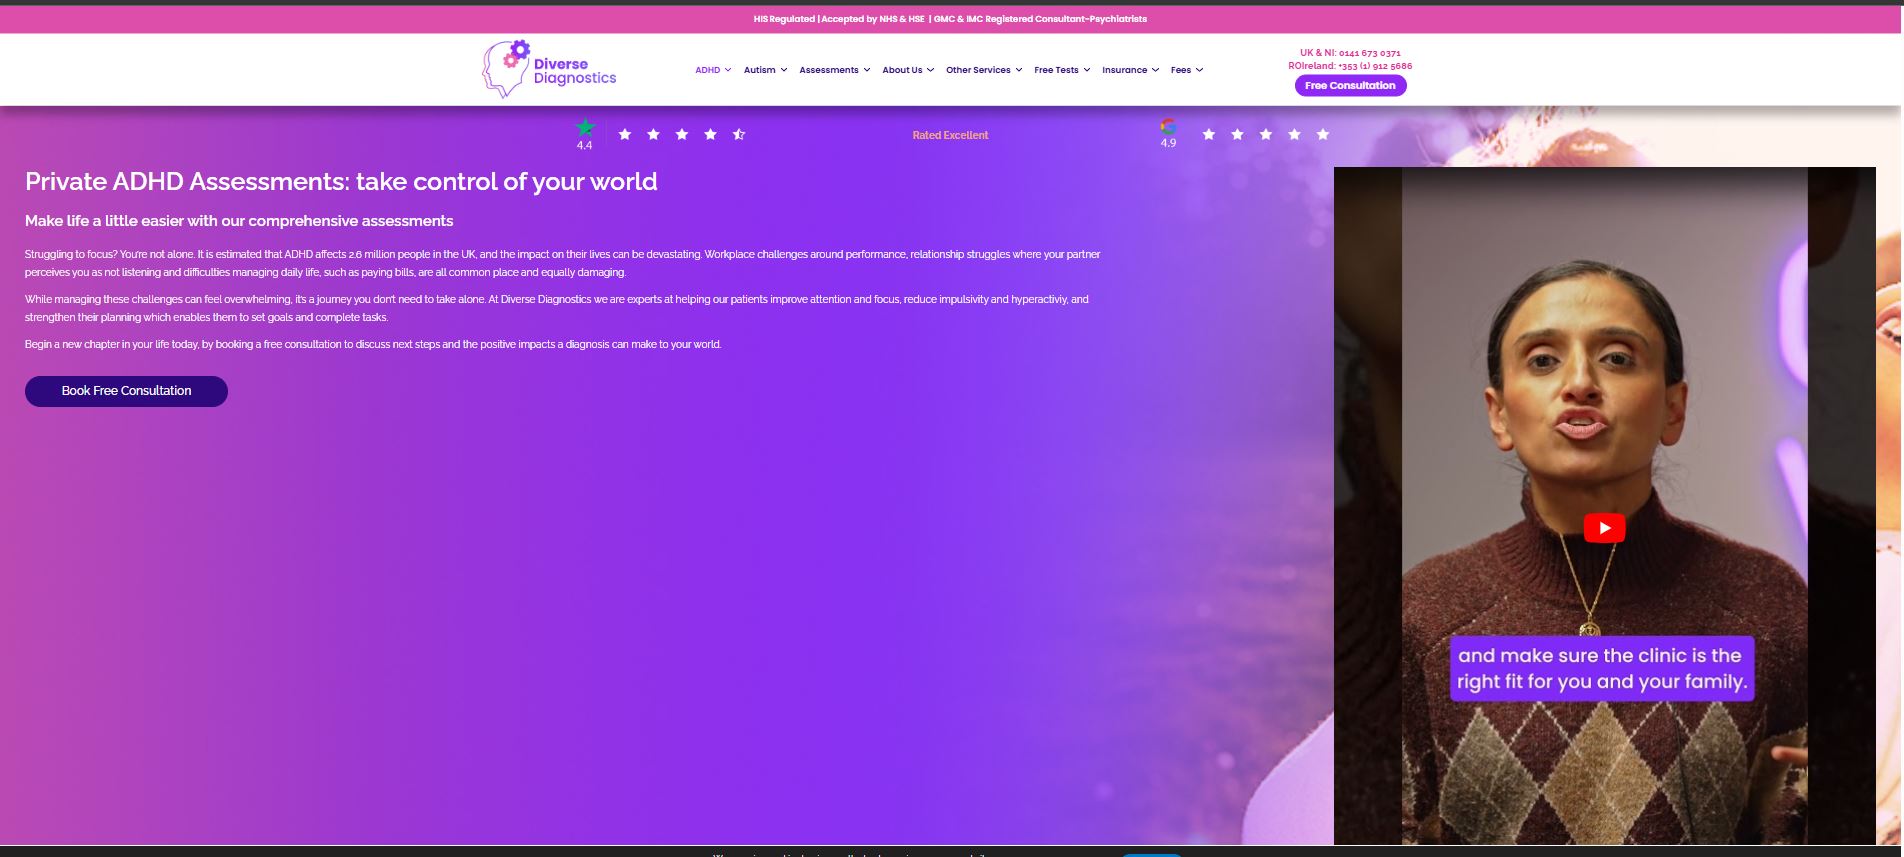 HIS Regulated | Accepted by NHS & HSE | GMC & IMC Registered Consultant-Psychiatrists
Diverse
Diagnostics
ADHD
Autism
Assessments
About Us
Other Services
Free Tests
Insurance
Fees
UK & NI: 0141 673 0371
ROIreland: +353 (1) 912 5686
Free Consultation
4.4
Rated Excellent
4.9
Private ADHD Assessments: take control of your world
Make life a little easier with our comprehensive assessments
Struggling to focus? You're not alone. It is estimated that ADHD affects 2.6 million people in the UK, and the impact on their lives can be devastating. Workplace challenges around performance, relationship struggles where your partner
perceives you as not listening and difficulties managing daily life, such as paying bills, are all common place and equally damaging.
While managing these challenges can feel overwhelming, it's a journey you don't need to take alone. At Diverse Diagnostics we are experts at helping our patients improve attention and focus, reduce impulsivity and hyperactiviy, and
strengthen their planning which enables them to set goals and complete tasks.
Begin a new chapter in your life today, by booking a free consultation to discuss next steps and the positive impacts a diagnosis can make to your world.
Book Free Consultation
and make sure the clinic is the
right fit for you and your family.